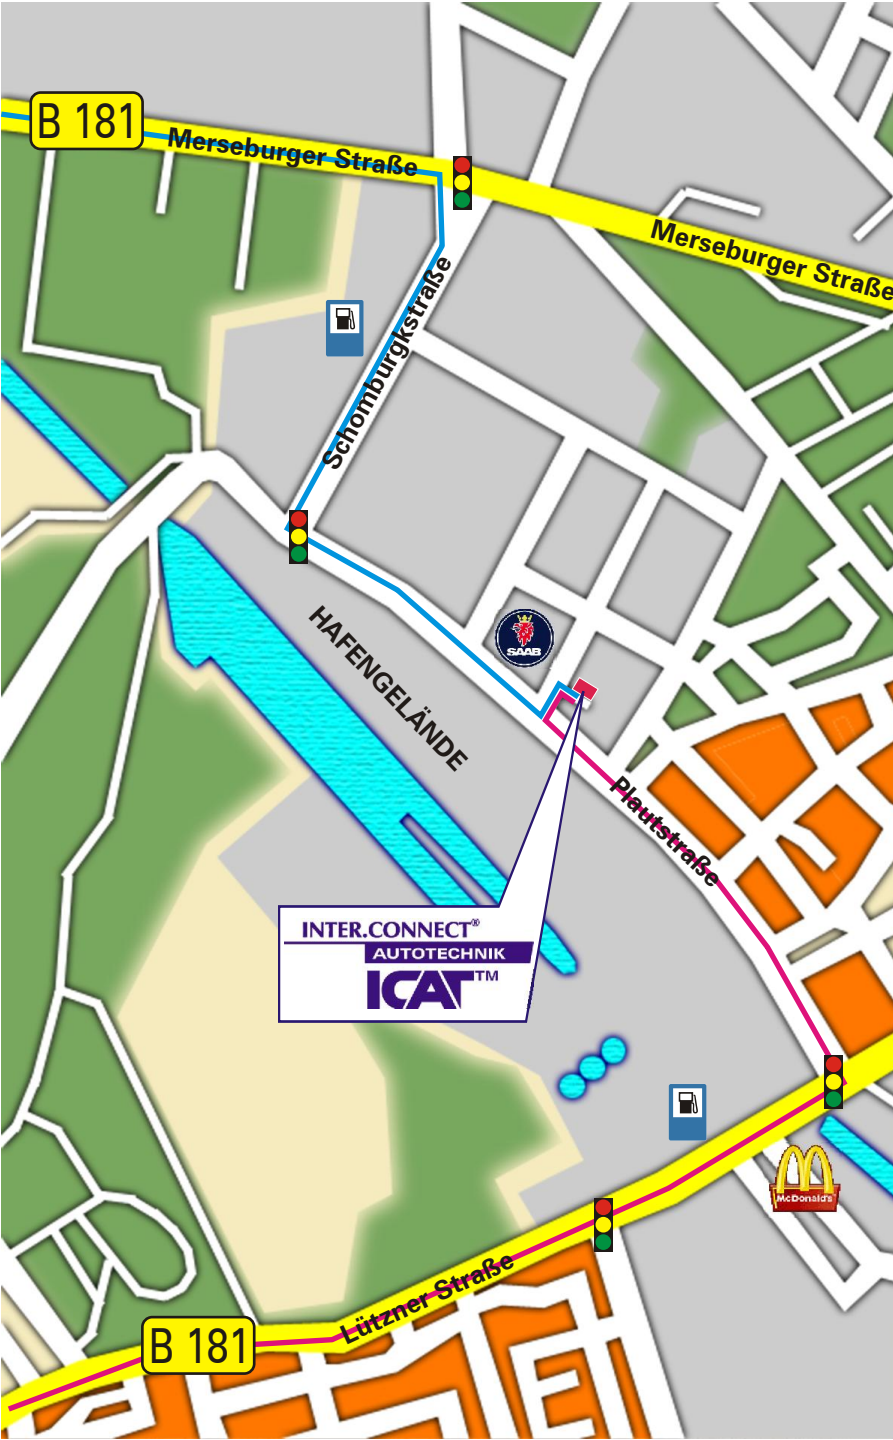 B 181
Merseburger Straße
Merseburger Straße
Schomburgkstraße
SAAB
HAFENGELÄNDE
Plautstraße
INTER.CONNECT®
AUTOTECHNIK
ICAT™
McDonald's
Lützner Straße
B 181